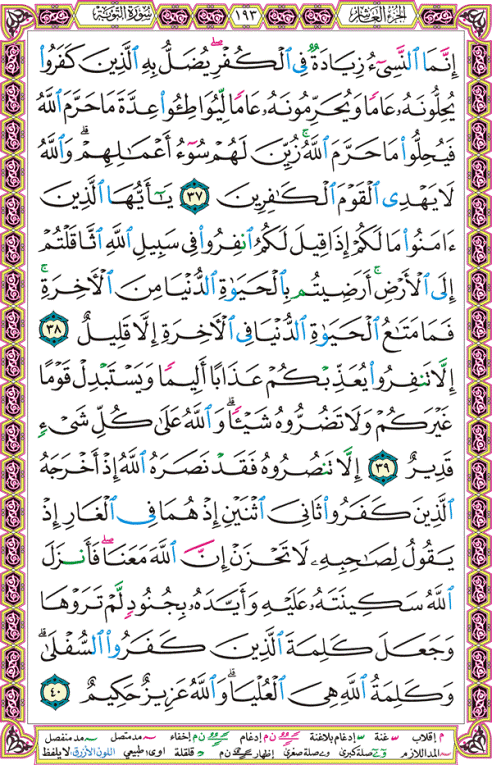 الجزء العاشر ١٩٣ سورة التوبة
إِنَّمَا ٱلنَّسِىٓءُ زِيَادَةٌ فِى ٱلْكُفْرِ ۖ يُضَلُّ بِهِ ٱلَّذِينَ كَفَرُوا۟
يُحِلُّونَهُۥ عَامًا وَيُحَرِّمُونَهُۥ عَامًا لِّيُوَاطِـُٔوا۟ عِدَّةَ مَا حَرَّمَ ٱللَّهُ
فَيُحِلُّوا۟ مَا حَرَّمَ ٱللَّهُ ۚ زُيِّنَ لَهُمْ سُوٓءُ أَعْمَـٰلِهِمْ ۗ وَٱللَّهُ
لَا يَهْدِى ٱلْقَوْمَ ٱلْكَـٰفِرِينَ ٣٧ يَـٰٓأَيُّهَا ٱلَّذِينَ
ءَامَنُوا۟ مَا لَكُمْ إِذَا قِيلَ لَكُمُ ٱنفِرُوا۟ فِى سَبِيلِ ٱللَّهِ ٱثَّاقَلْتُمْ
إِلَى ٱلْأَرْضِ ۚ أَرَضِيتُم بِٱلْحَيَوٰةِ ٱلدُّنْيَا مِنَ ٱلْـَٔاخِرَةِ ۚ
فَمَا مَتَـٰعُ ٱلْحَيَوٰةِ ٱلدُّنْيَا فِى ٱلْـَٔاخِرَةِ إِلَّا قَلِيلٌ ٣٨
إِلَّا تَنفِرُوا۟ يُعَذِّبْكُمْ عَذَابًا أَلِيمًا وَيَسْتَبْدِلْ قَوْمًا
غَيْرَكُمْ وَلَا تَضُرُّوهُ شَيْـًٔا ۗ وَٱللَّهُ عَلَىٰ كُلِّ شَىْءٍ
قَدِيرٌ ٣٩ إِلَّا تَنصُرُوهُ فَقَدْ نَصَرَهُ ٱللَّهُ إِذْ أَخْرَجَهُ
ٱلَّذِينَ كَفَرُوا۟ ثَانِىَ ٱثْنَيْنِ إِذْ هُمَا فِى ٱلْغَارِ إِذْ
يَقُولُ لِصَـٰحِبِهِۦ لَا تَحْزَنْ إِنَّ ٱللَّهَ مَعَنَا ۖ فَأَنزَلَ
ٱللَّهُ سَكِينَتَهُۥ عَلَيْهِ وَأَيَّدَهُۥ بِجُنُودٍ لَّمْ تَرَوْهَا
وَجَعَلَ كَلِمَةَ ٱلَّذِينَ كَفَرُوا۟ ٱلسُّفْلَىٰ ۗ
وَكَلِمَةُ ٱللَّهِ هِىَ ٱلْعُلْيَا ۗ وَٱللَّهُ عَزِيزٌ حَكِيمٌ ٤٠
م إقلاب غنة إدغام بلاغنة ن م إدغام ن م إخفاء مد متصل مد منفصل
المد اللازم صلة كبرى وصلة صغرى إظهار ن م قلقلة اوى طبيعي اللون الأزرق لا يلفظ